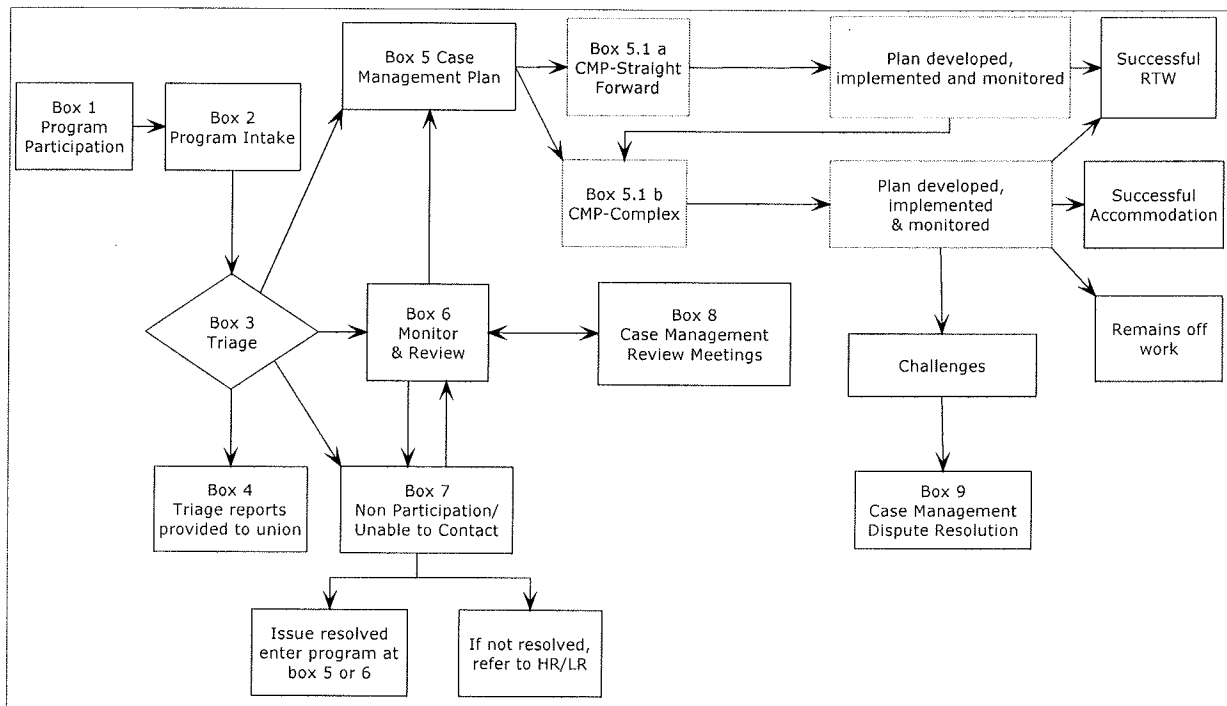 Box 1
Program
Participation
Box 2
Program Intake
Box 5 Case
Management Plan
Box 5.1 a
CMP-Straight
Forward
Plan developed,
implemented and monitored
Successful
RTW
Box 5.1 b
CMP-Complex
Plan developed,
implemented
& monitored
Successful
Accommodation
Box 3
Triage
Box 6
Monitor
& Review
Box 8
Case Management
Review Meetings
Remains off
work
Challenges
Box 4
Triage reports
provided to union
Box 7
Non Participation/
Unable to Contact
Box 9
Case Management
Dispute Resolution
Issue resolved
enter program at
box 5 or 6
If not resolved,
refer to HR/LR